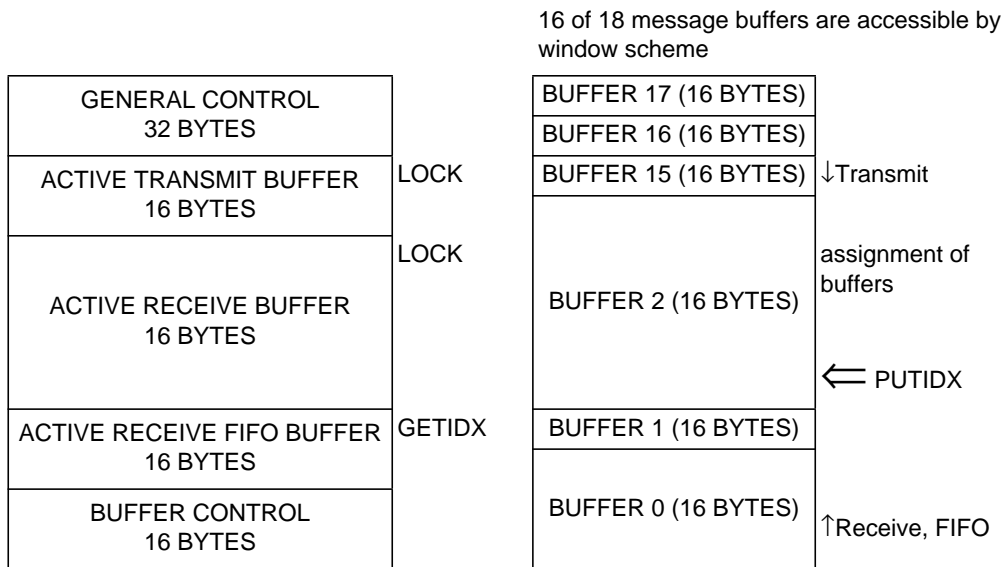 16 of 18 message buffers are accessible by
window scheme
GENERAL CONTROL
32 BYTES
ACTIVE TRANSMIT BUFFER
16 BYTES
LOCK
ACTIVE RECEIVE BUFFER
16 BYTES
LOCK
ACTIVE RECEIVE FIFO BUFFER
16 BYTES
GETIDX
BUFFER CONTROL
16 BYTES
BUFFER 17 (16 BYTES)
BUFFER 16 (16 BYTES)
BUFFER 15 (16 BYTES)
↓Transmit
BUFFER 2 (16 BYTES)
assignment of
buffers
⇐ PUTIDX
BUFFER 1 (16 BYTES)
BUFFER 0 (16 BYTES)
↑Receive, FIFO